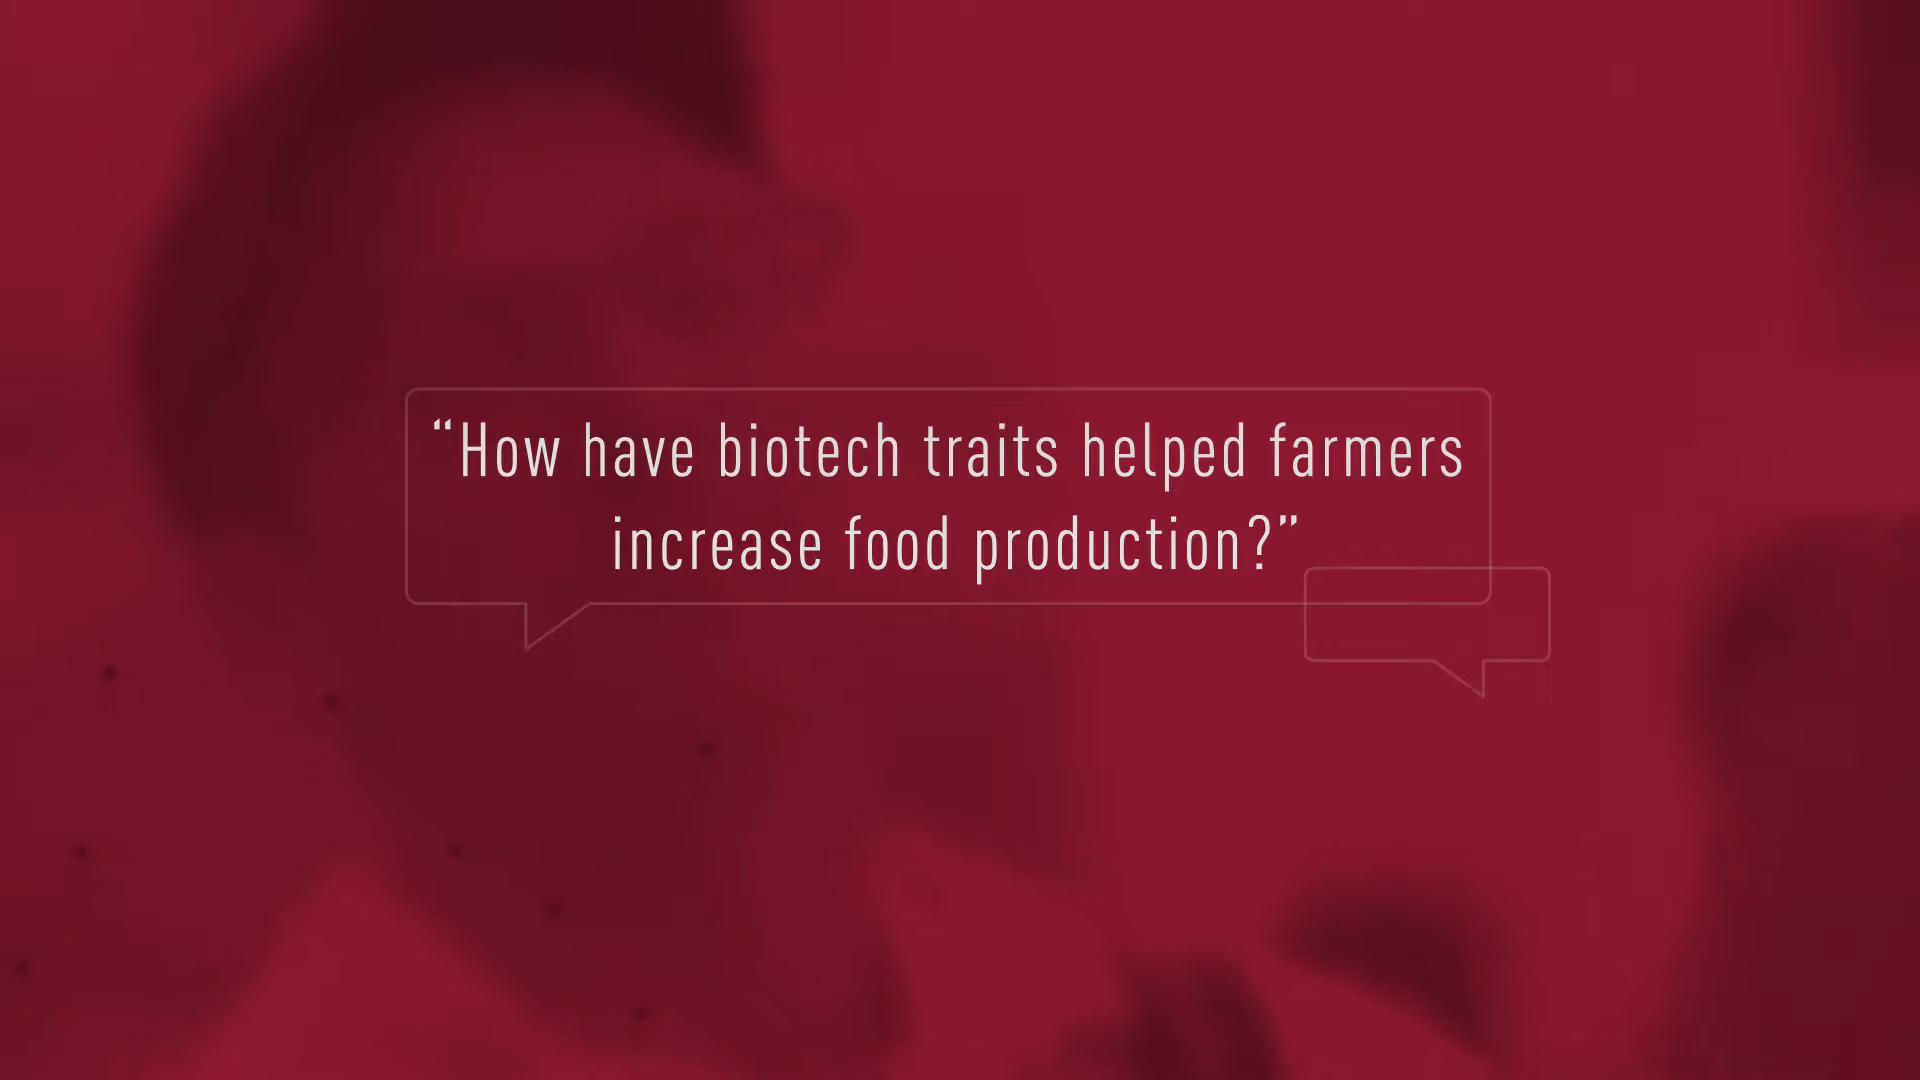 “How have biotech traits helped farmers
increase food production?”